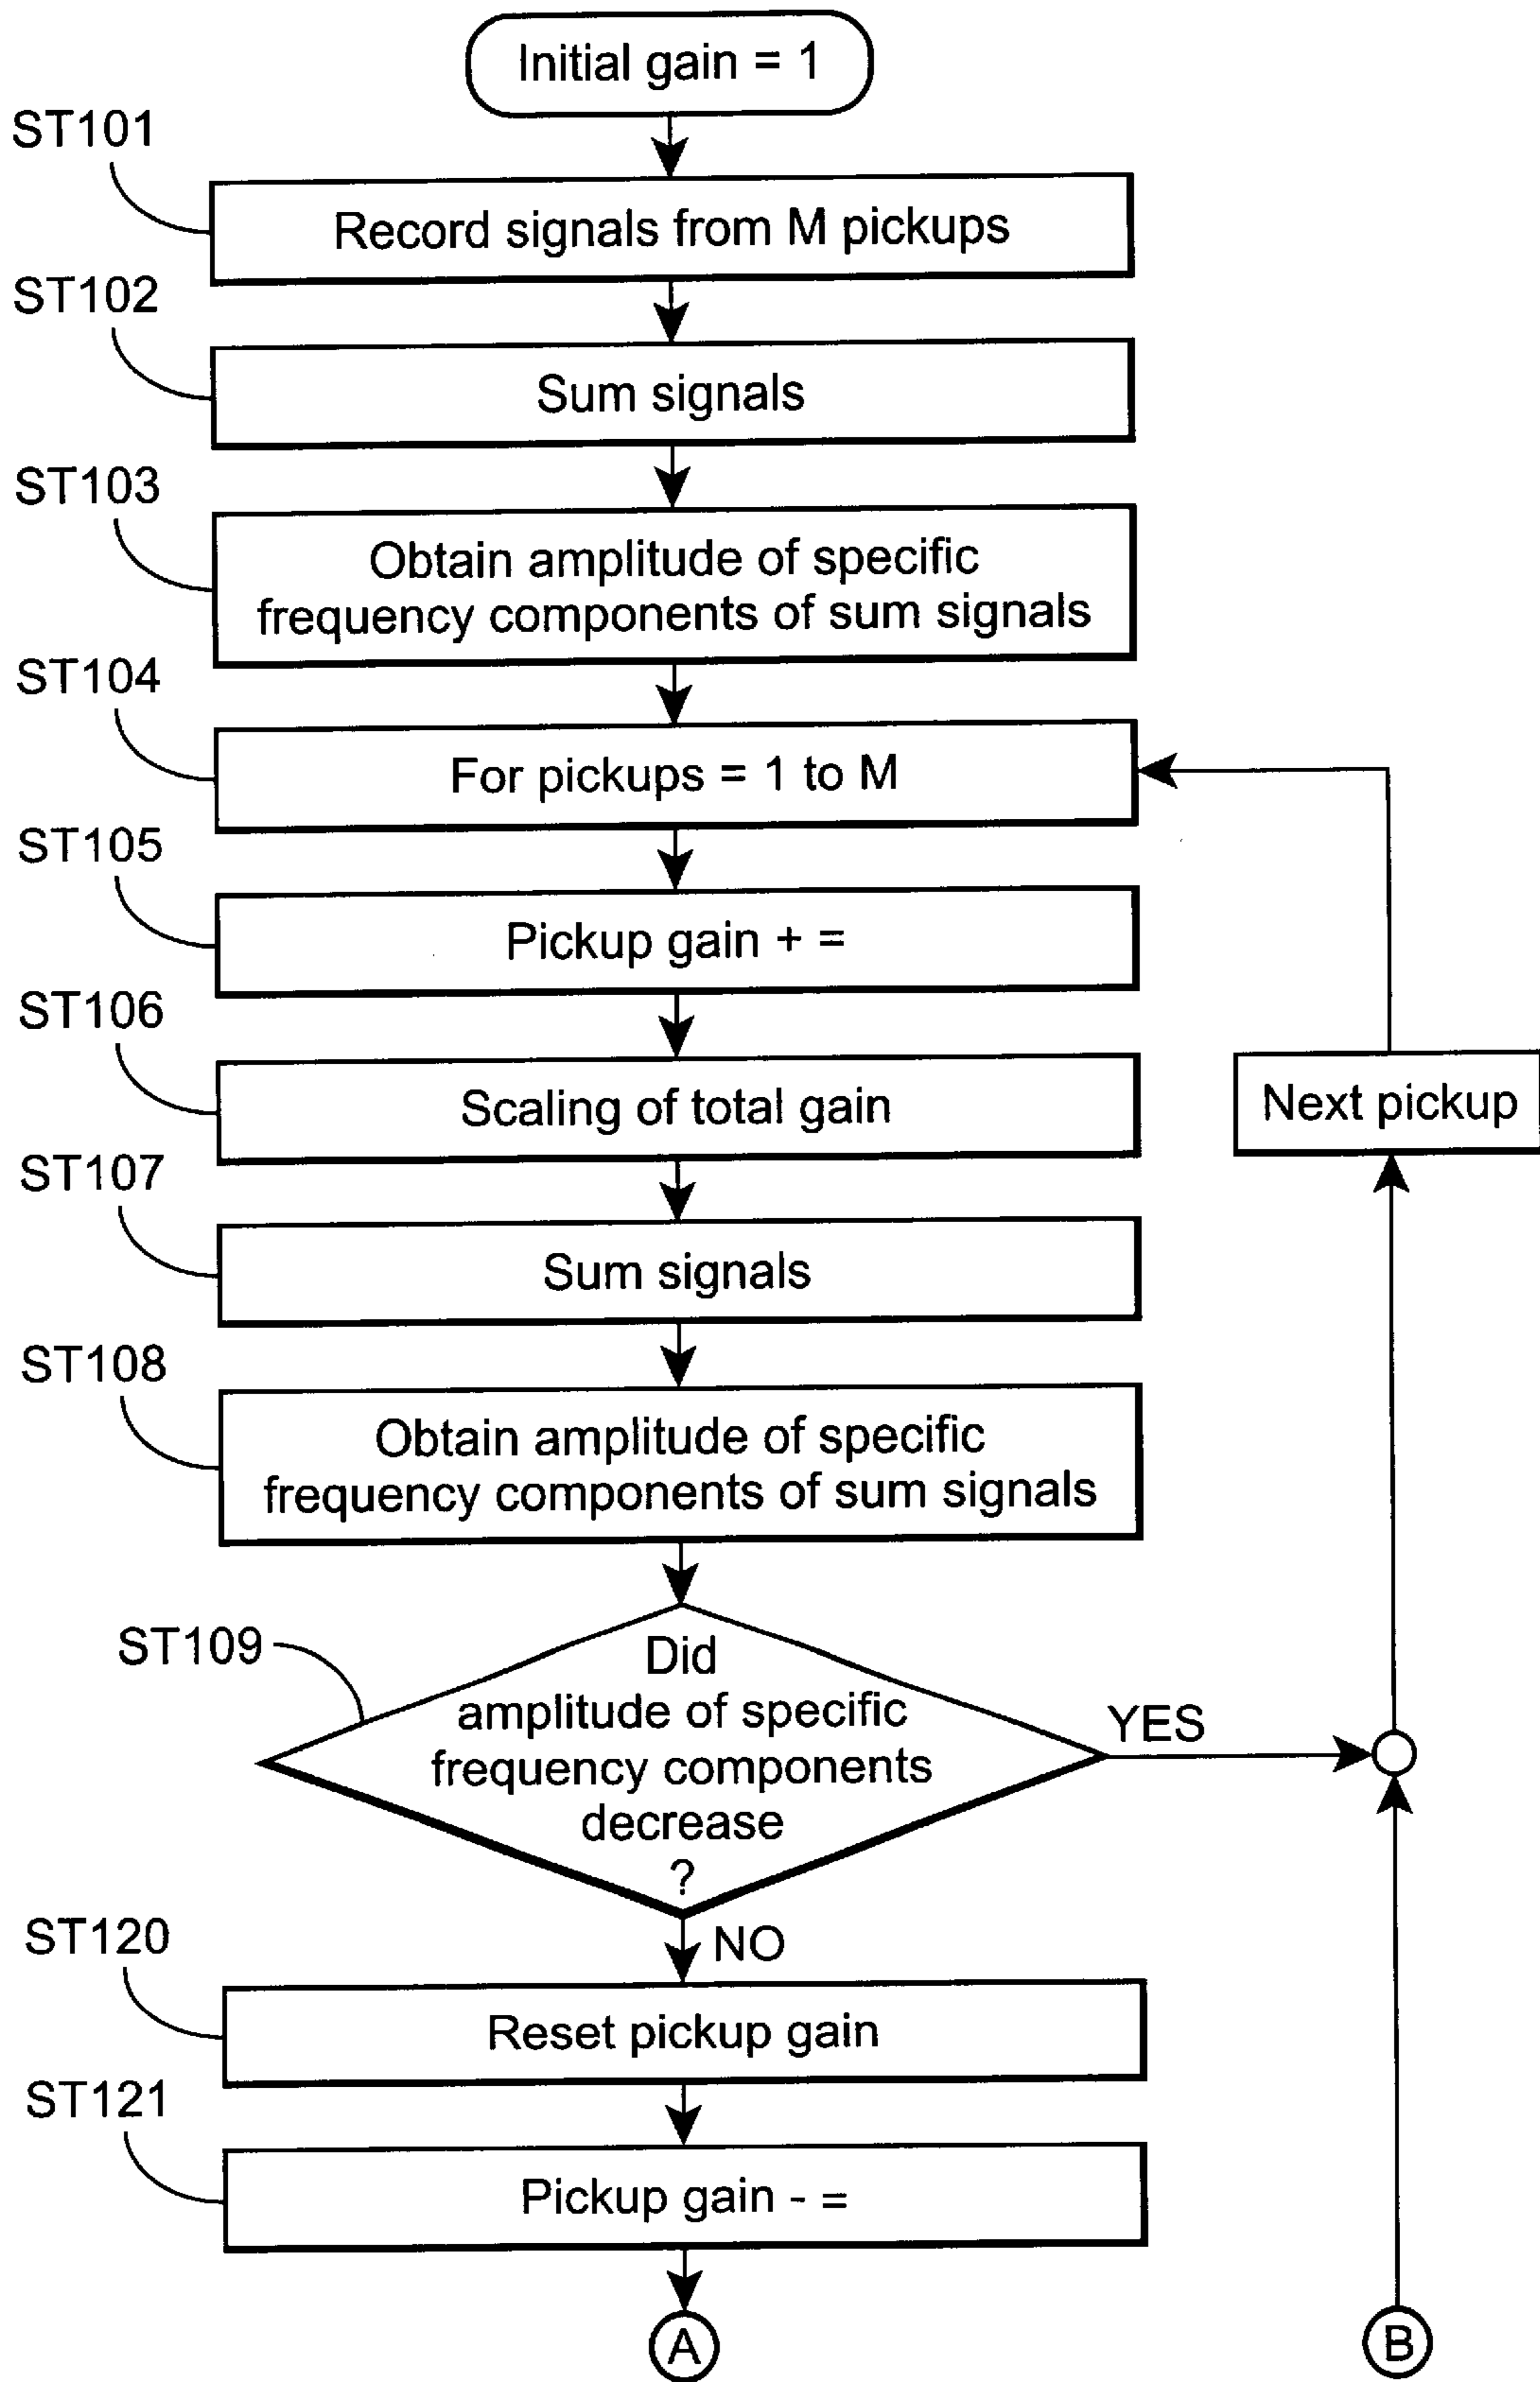 Initial gain = 1
ST101
Record signals from M pickups
ST102
Sum signals
ST103
Obtain amplitude of specific
frequency components of sum signals
ST104
For pickups = 1 to M
ST105
Pickup gain + =
ST106
Scaling of total gain
Next pickup
ST107
Sum signals
ST108
Obtain amplitude of specific
frequency components of sum signals
ST109
Did
amplitude of specific
frequency components
decrease
?
YES
NO
ST120
Reset pickup gain
ST121
Pickup gain - =
A
B